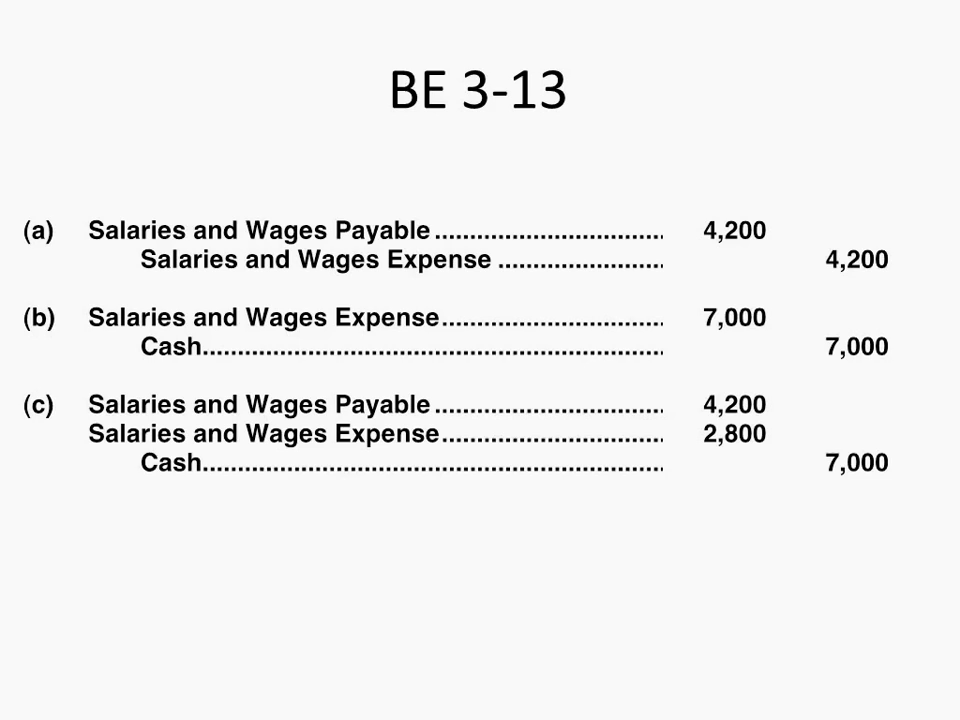 BE 3-13
(a) Salaries and Wages Payable ................................. 4,200
Salaries and Wages Expense ........................ 4,200
(b) Salaries and Wages Expense................................ 7,000
Cash.................................................................. 7,000
(c) Salaries and Wages Payable ................................. 4,200
Salaries and Wages Expense................................ 2,800
Cash.................................................................. 7,000